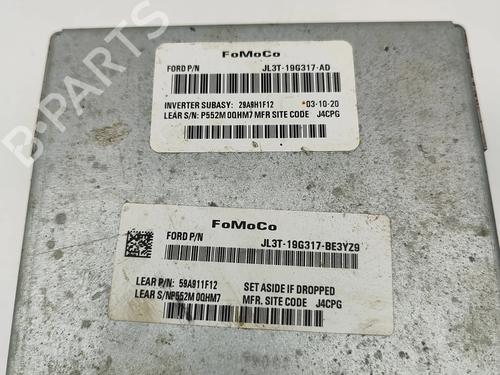 FoMoCo
FORD P/N JL3T-19G317-AD
INVERTER SUBASY: 29A9H1F12 03-10-20
LEAR S/N: P552M 0QHM7 MFR.SITE CODE J4CPG
FoMoCo
FORD P/N JL3T-19G317-BE3YZ9
LEAR P/N: 59A911F12 SET ASIDE IF DROPPED
LEAR S/NP552M 0QHM7 MFR. SITE CODE J4CPG
B-PARTS